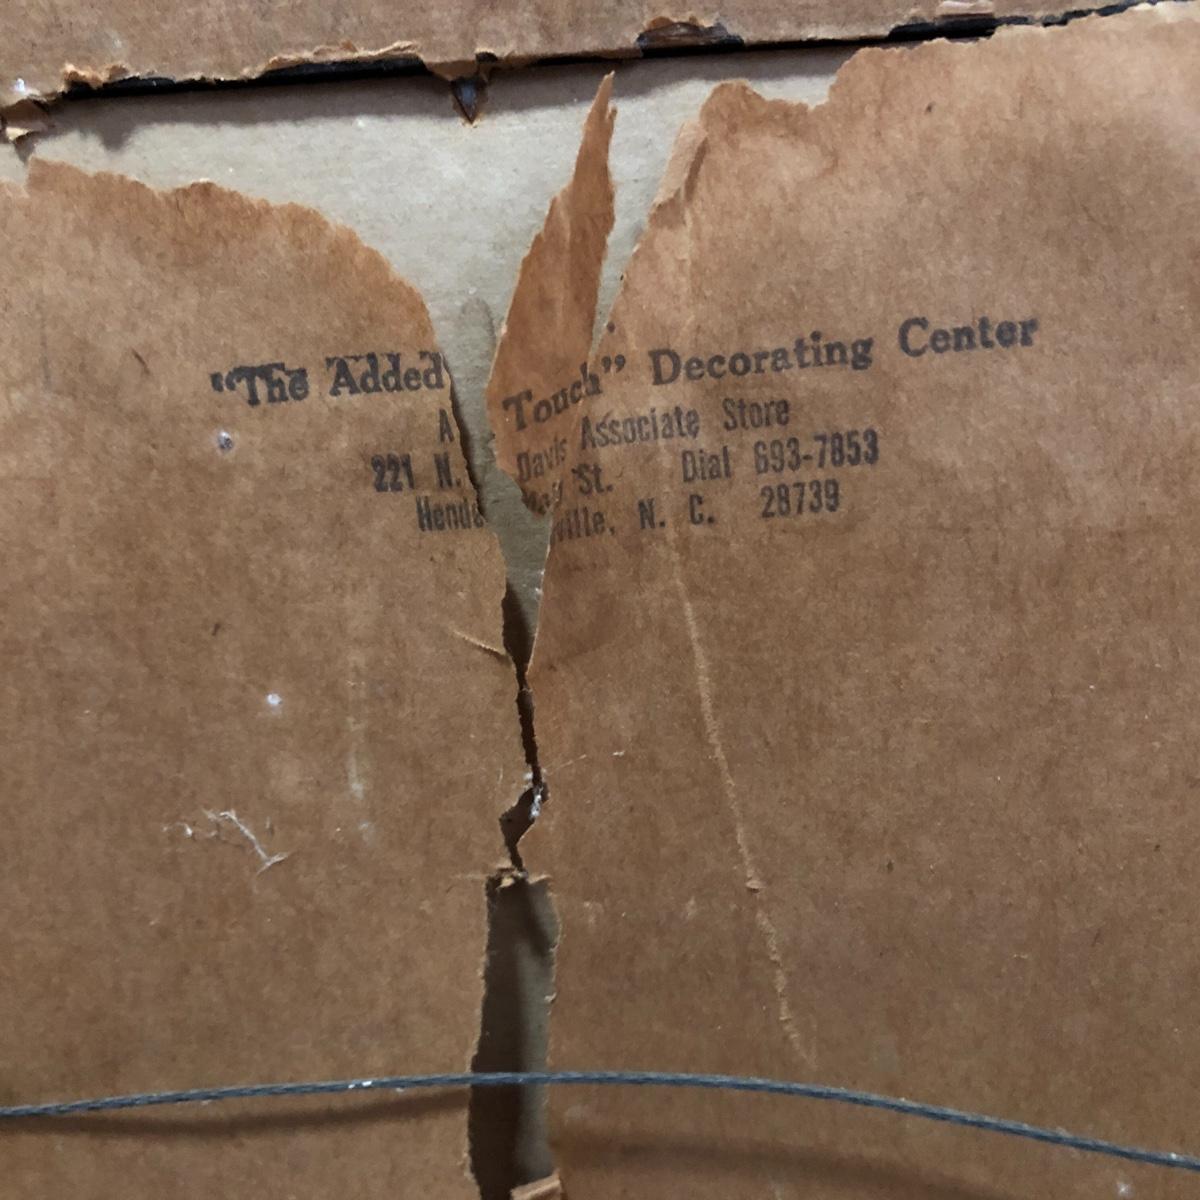 "The Added Touch" Decorating Center
A Davis Associate Store
221 N. St. Dial 693-7853
Hende ville, N. C. 28739